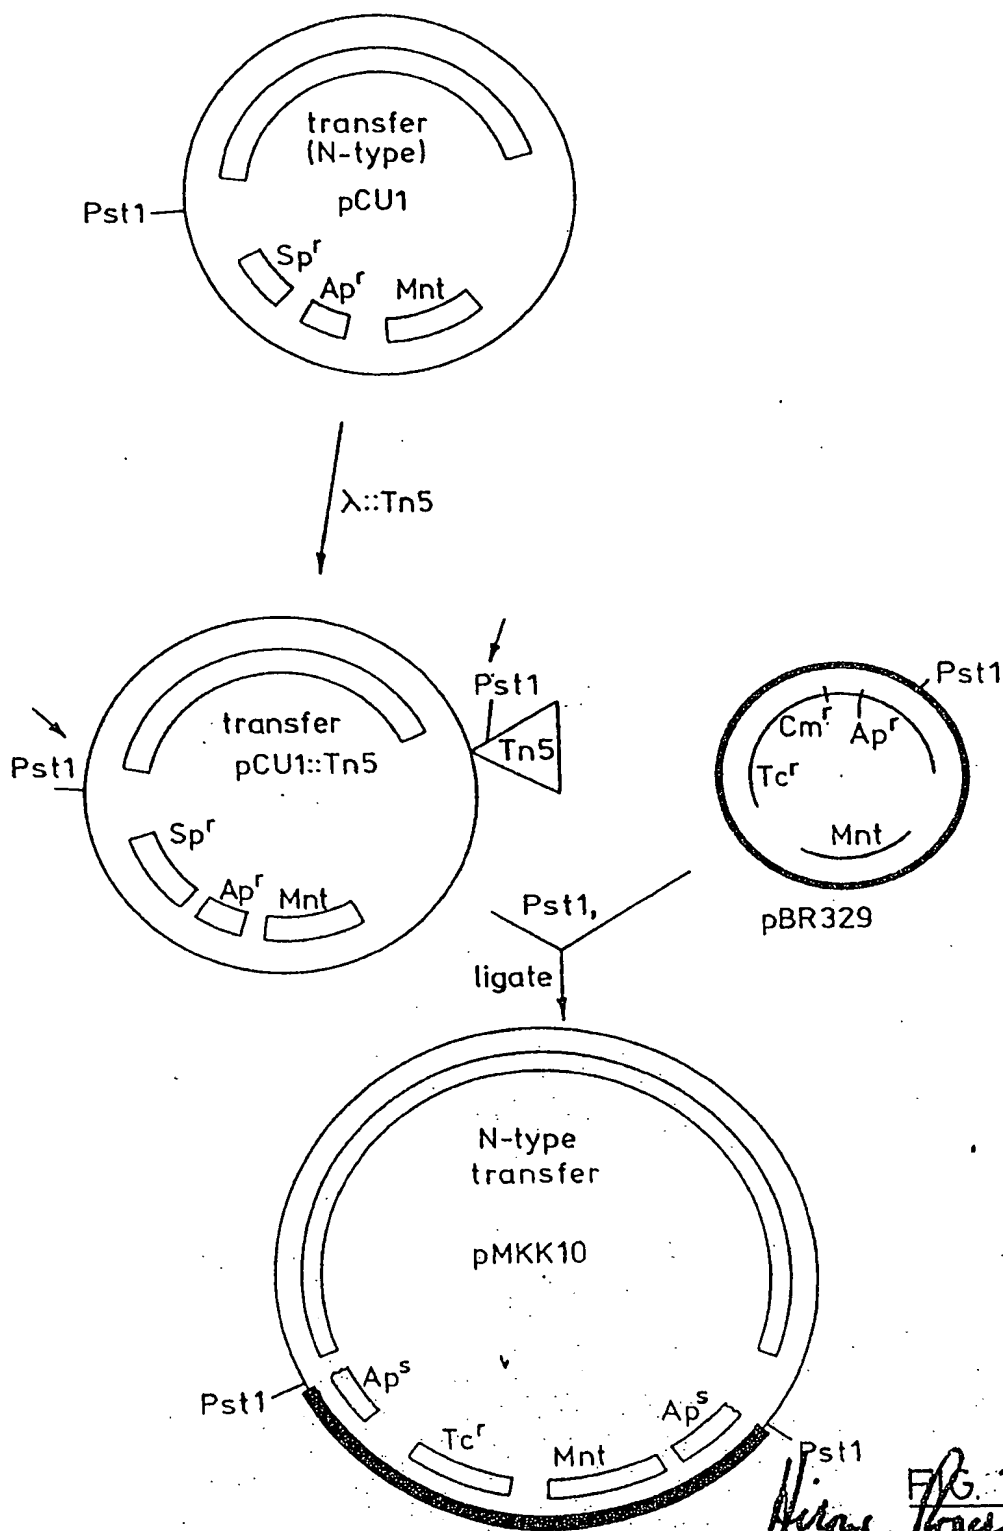 transfer
(N-type)
pCU1
Pst1
Sp^r
Ap^r
Mnt
λ::Tn5
Pst1
Pst1
Tn5
transfer
pCU1::Tn5
Sp^r
Ap^r
Mnt
Pst1
Cm^r
Ap^r
Tc^r
Mnt
pBR329
Pst1,
ligate
N-type
transfer
pMKK10
Pst1
Ap^s
Tc^r
Mnt
Ap^s
Pst1